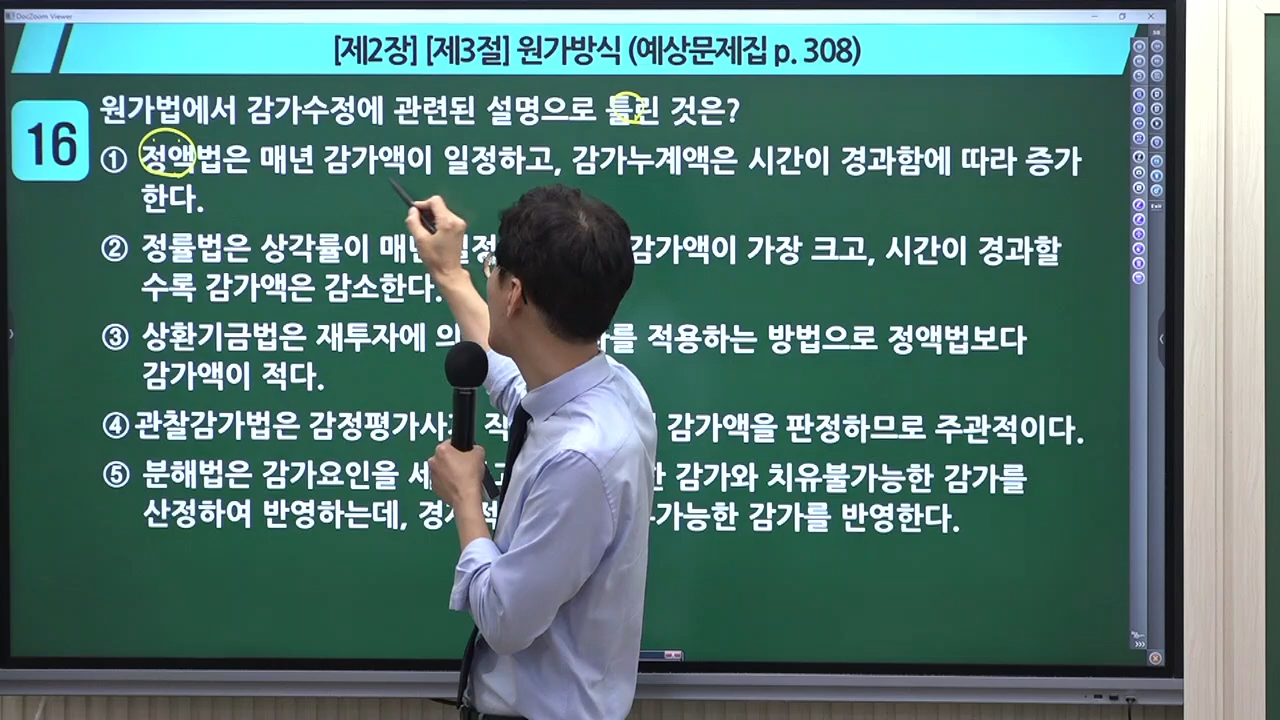 DocZoom Viewer
[제2장] [제3절] 원가방식 (예상문제집 p. 308)
16
원가법에서 감가수정에 관련된 설명으로 틀린 것은?
① 정액법은 매년 감가액이 일정하고, 감가누계액은 시간이 경과함에 따라 증가
한다.
② 정률법은 상각률이 매년 일정 감가액이 가장 크고, 시간이 경과할
수록 감가액은 감소한다.
③ 상환기금법은 재투자에 의 를 적용하는 방법으로 정액법보다
감가액이 적다.
④ 관찰감가법은 감정평가사가 직 감가액을 판정하므로 주관적이다.
⑤ 분해법은 감가요인을 세 한 감가와 치유불가능한 감가를
산정하여 반영하는데, 경 가능한 감가를 반영한다.
Exit